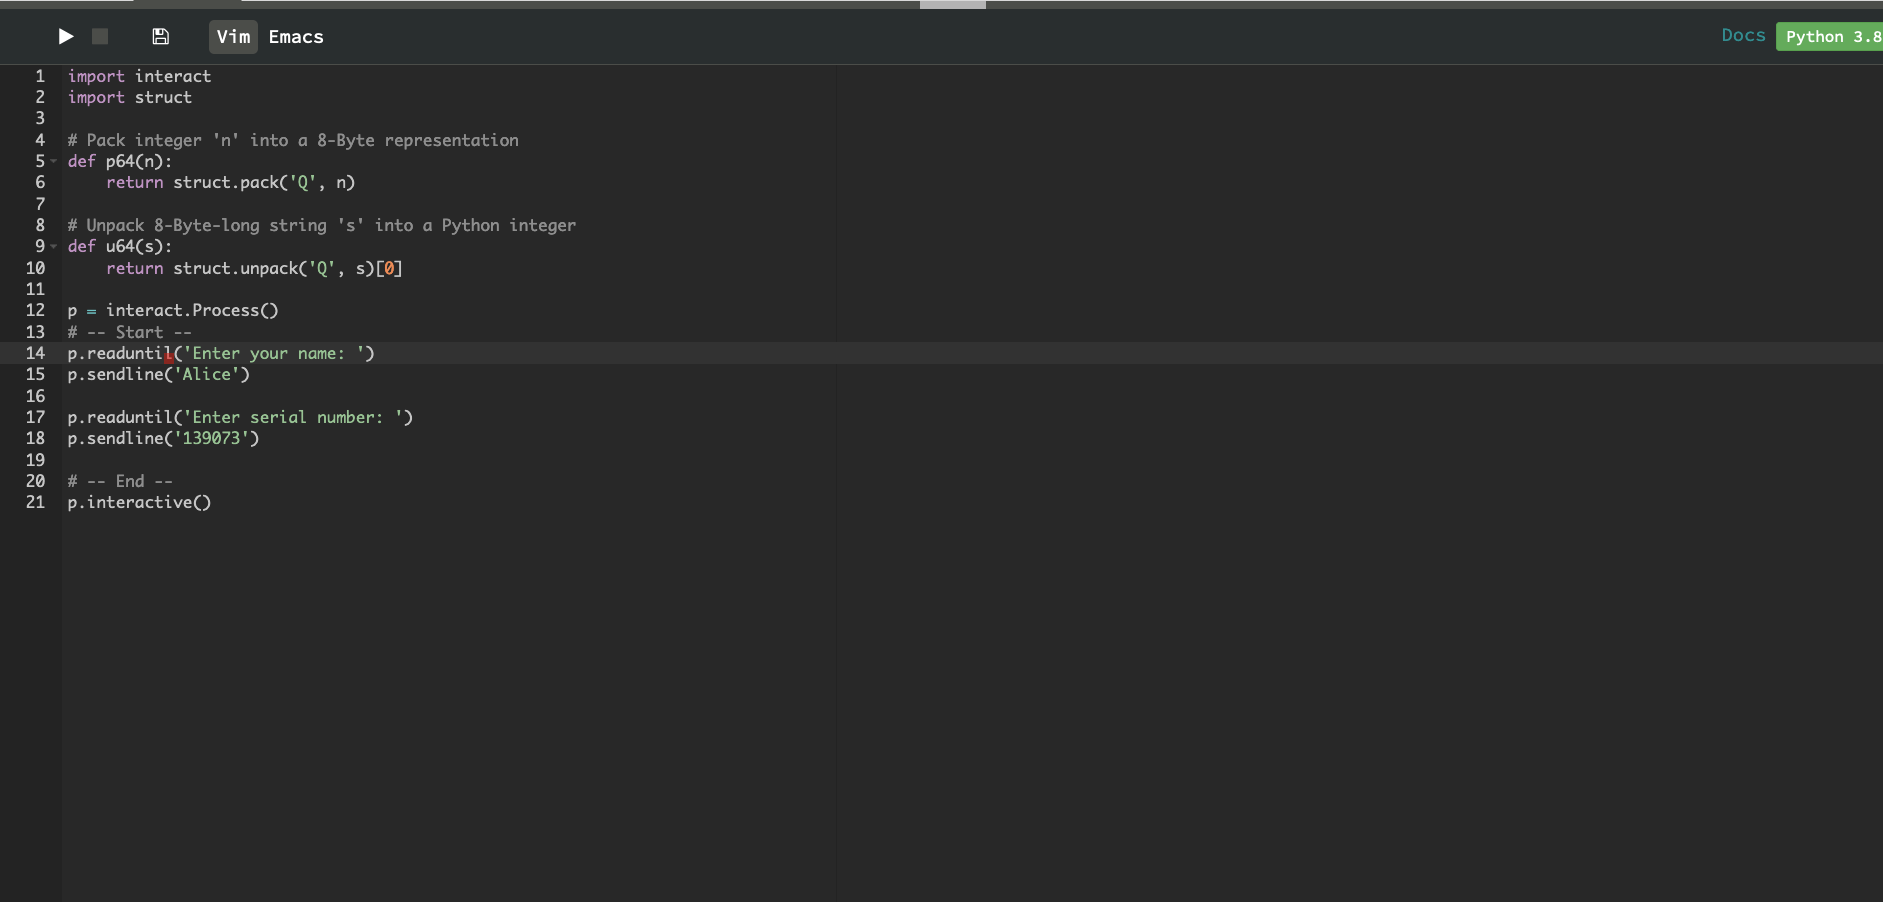 Vim Emacs Docs Python 3.8
1 import interact
2 import struct
3
4 # Pack integer 'n' into a 8-Byte representation
5 def p64(n):
6     return struct.pack('Q', n)
7
8 # Unpack 8-Byte-long string 's' into a Python integer
9 def u64(s):
10     return struct.unpack('Q', s)[0]
11
12 p = interact.Process()
13 # -- Start --
14 p.readuntil('Enter your name: ')
15 p.sendline('Alice')
16
17 p.readuntil('Enter serial number: ')
18 p.sendline('139073')
19
20 # -- End --
21 p.interactive()